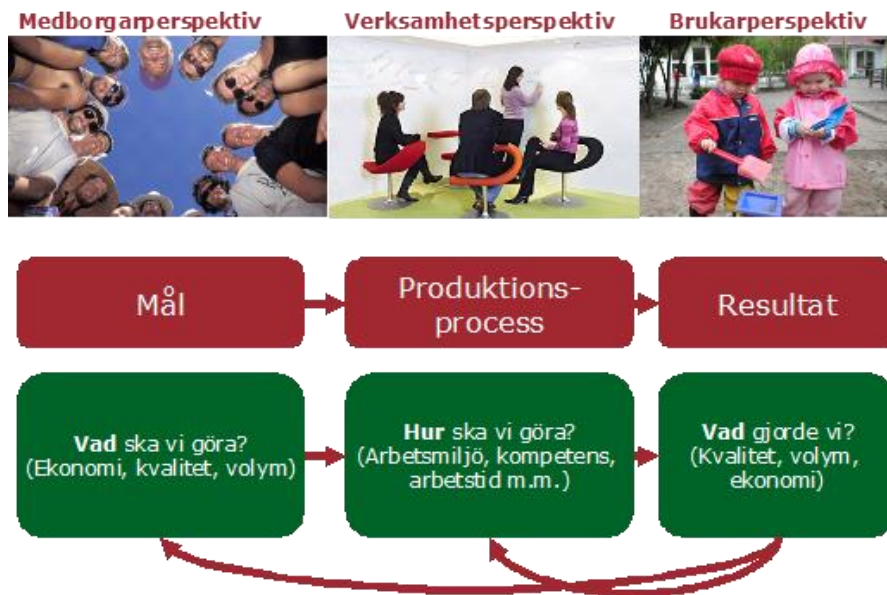 Medborgarperspektiv
Verksamhetsperspektiv
Brukarperspektiv
Mål
Produktions-
process
Resultat
Vad ska vi göra?
(Ekonomi, kvalitet, volym)
Hur ska vi göra?
(Arbetsmiljö, kompetens,
arbetstid m.m.)
Vad gjorde vi?
(Kvalitet, volym,
ekonomi)